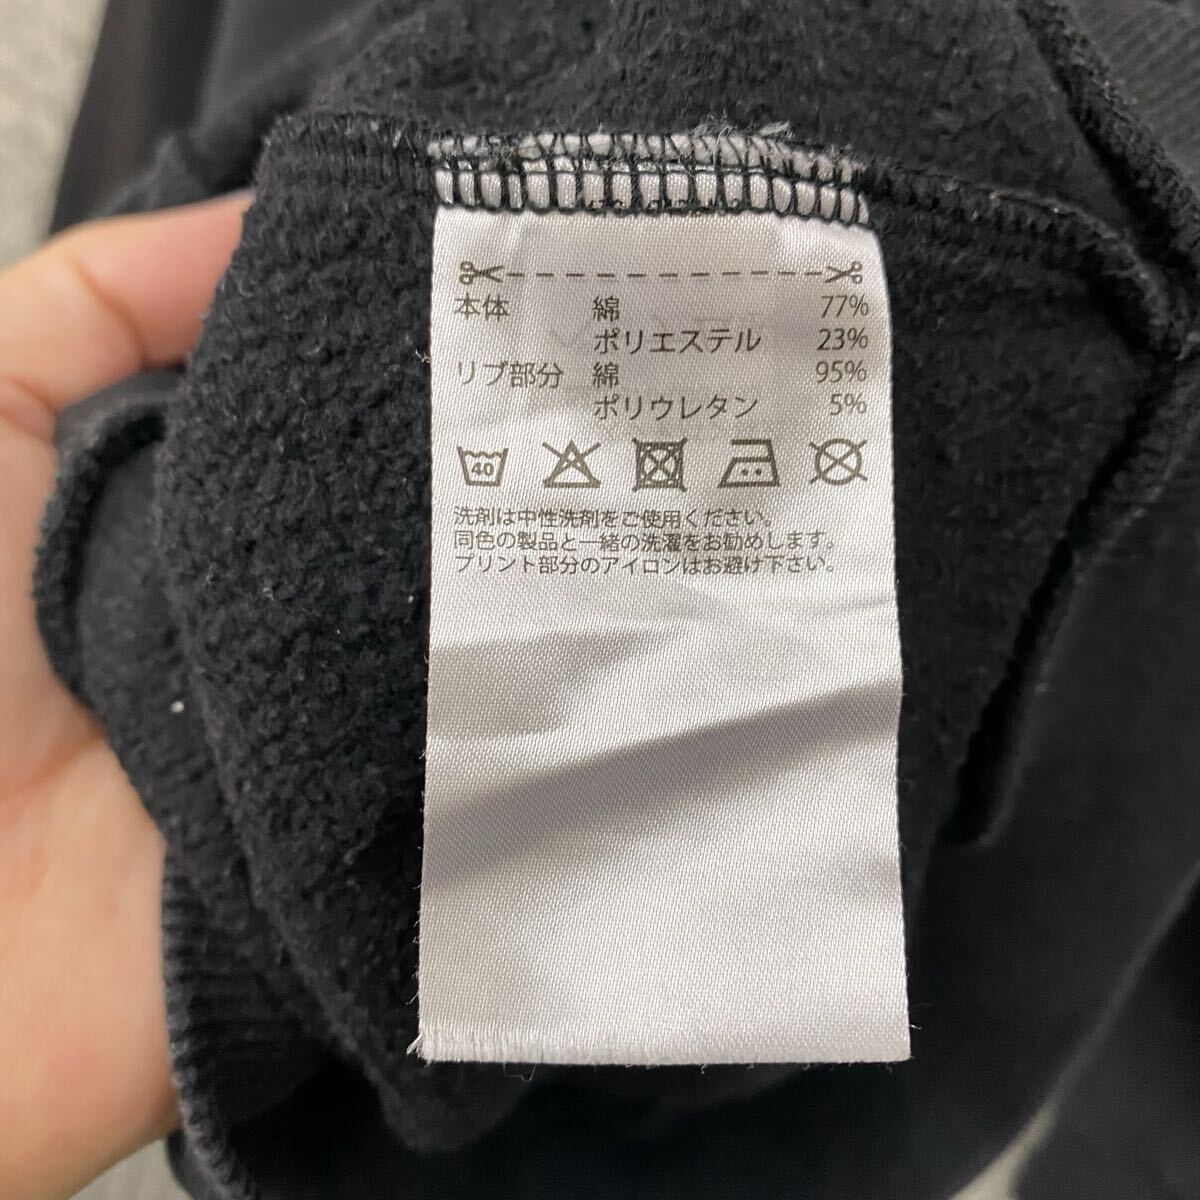 本体 綿 77%
ポリエステル 23%
リブ部分 綿 95%
ポリウレタン 5%
40
洗剤は中性洗剤をご使用ください。
同色の製品と一緒の洗濯をお勧めします。
プリント部分のアイロンはお避け下さい。